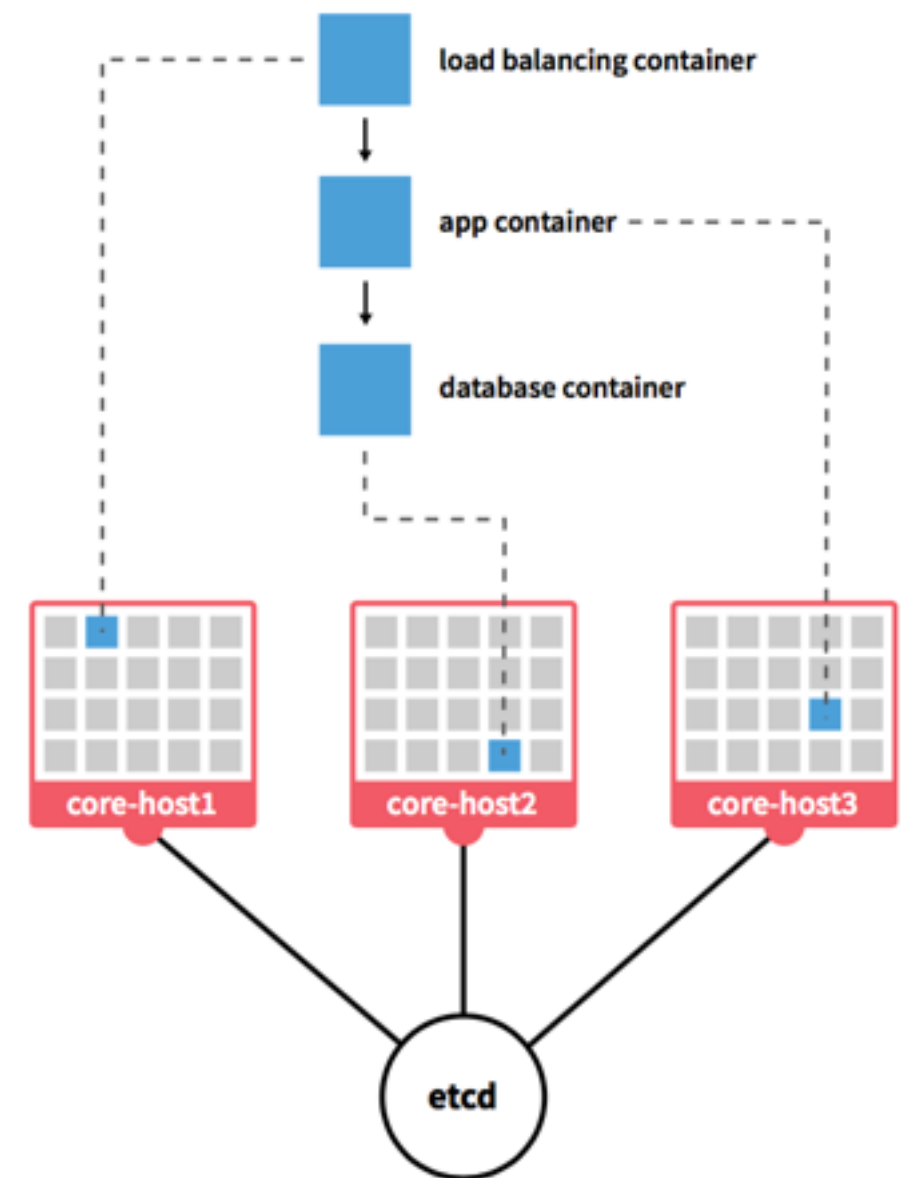 load balancing container
app container
database container
core-host1
core-host2
core-host3
etcd